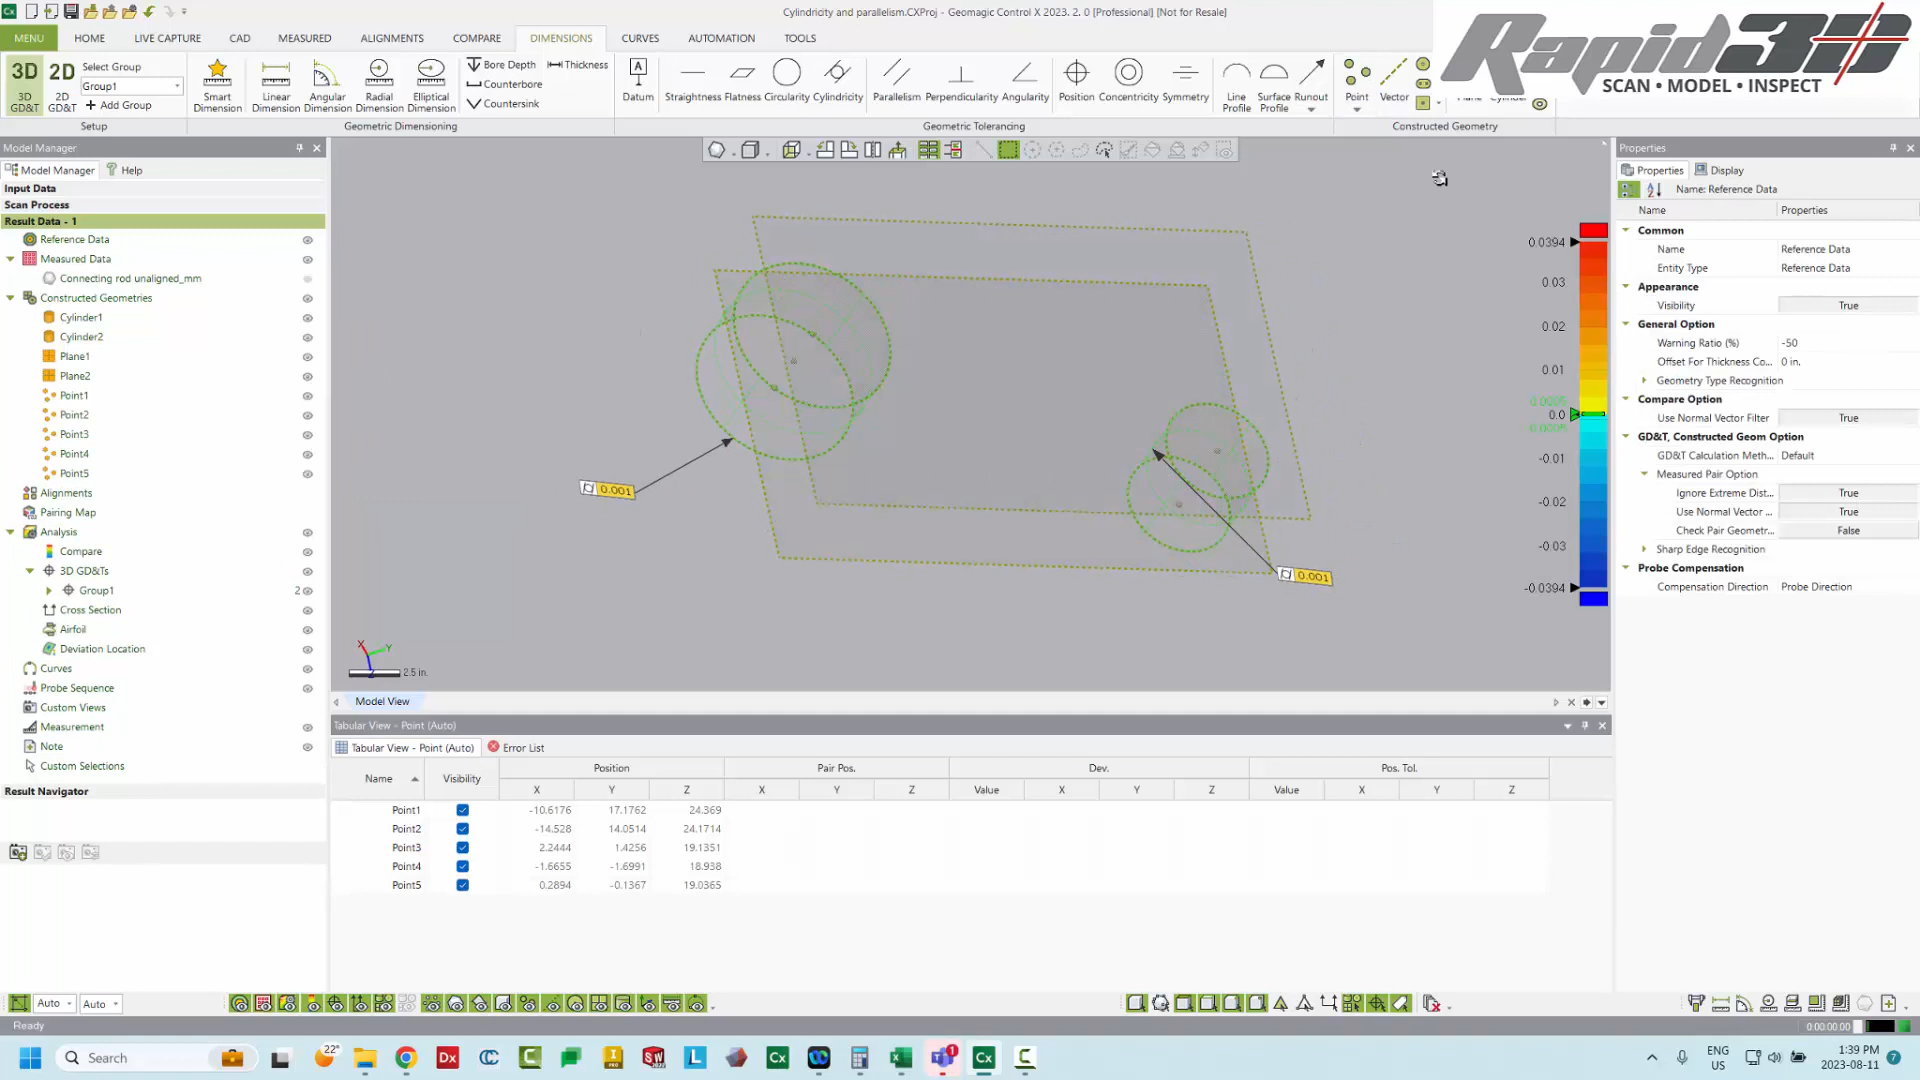 Cylindricity and parallelism.CXProj - Geomagic Control X 2023. 2. 0 [Professional] [Not for Resale]
Rapid3D
SCAN • MODEL • INSPECT
MENU HOME LIVE CAPTURE CAD MEASURED ALIGNMENTS COMPARE DIMENSIONS CURVES AUTOMATION TOOLS
3D 3D GD&T
2D 2D GD&T
Select Group
Group1
Add Group
Setup
Smart Dimension
Linear Dimension
Angular Dimension
Radial Dimension
Elliptical Dimension
Bore Depth
Thickness
Counterbore
Countersink
Geometric Dimensioning
A
Datum
Straightness
Flatness
Circularity
Cylindricity
Parallelism
Perpendicularity
Angularity
Position
Concentricity
Symmetry
Line Profile
Surface Profile
Runout
Geometric Tolerancing
Point
Vector
Constructed Geometry
Model Manager
Model Manager
Help
Input Data
Scan Process
Result Data - 1
Reference Data
Measured Data
Connecting rod unaligned_mm
Constructed Geometries
Cylinder1
Cylinder2
Plane1
Plane2
Point1
Point2
Point3
Point4
Point5
Alignments
Pairing Map
Analysis
Compare
3D GD&Ts
Group1 2
Cross Section
Airfoil
Deviation Location
Curves
Probe Sequence
Custom Views
Measurement
Note
Custom Selections
Result Navigator
0.001
0.001
X
Y
Z
2.5 in.
0.0394
0.03
0.02
0.01
0.0005
0.0
0.0005
-0.01
-0.02
-0.03
-0.0394
Model View
Properties
Properties Display
Name: Reference Data
Name Properties
Common
Name Reference Data
Entity Type Reference Data
Appearance
Visibility True
General Option
Warning Ratio (%) -50
Offset For Thickness Co... 0 in.
Geometry Type Recognition
Compare Option
Use Normal Vector Filter True
GD&T, Constructed Geom Option
GD&T Calculation Meth... Default
Measured Pair Option
Ignore Extreme Dist... True
Use Normal Vector ... True
Check Pair Geometr... False
Sharp Edge Recognition
Probe Compensation
Compensation Direction Probe Direction
Tabular View - Point (Auto)
Tabular View - Point (Auto) Error List
Name Visibility Position Pair Pos. Dev. Pos. Tol.
X Y Z X Y Z Value X Y Z Value X Y Z
Point1 -10.6176 17.1762 24.369
Point2 -14.528 14.0514 24.1714
Point3 2.2444 1.4256 19.1351
Point4 -1.6655 -1.6991 18.938
Point5 0.2894 -0.1367 19.0365
Auto Auto
Ready
0:00:00:00
22°
Search
ENG
US
1:39 PM
2023-08-11
7